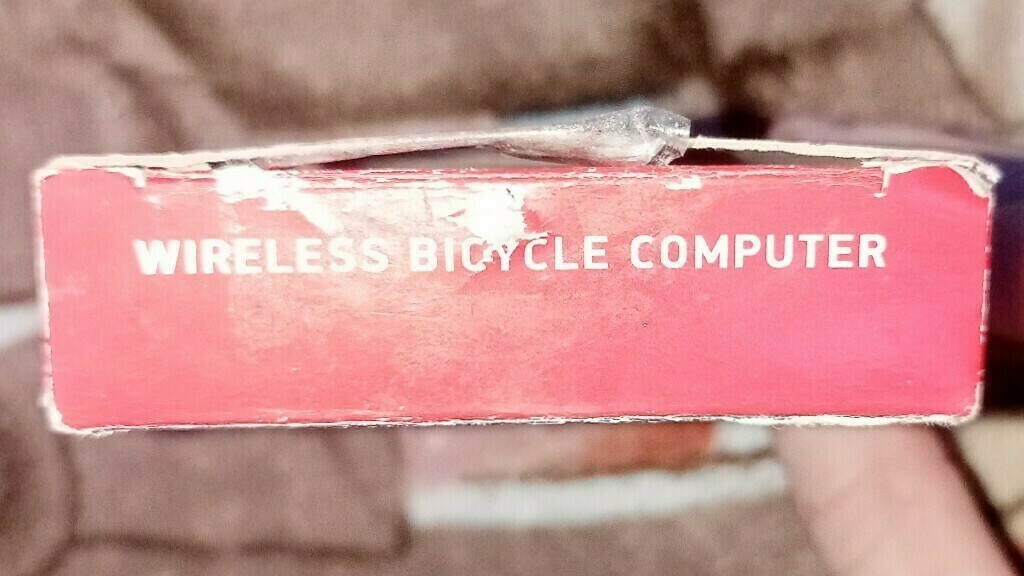 WIRELESS BICYCLE COMPUTER